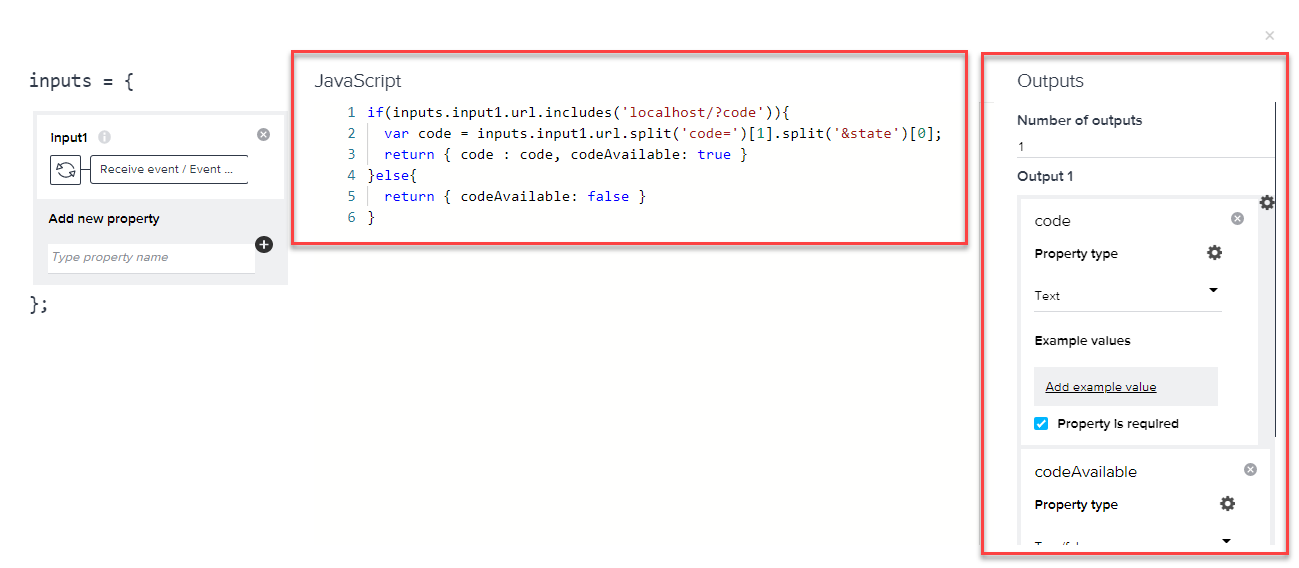 inputs = {
Input1
Receive event / Event ...
Add new property
Type property name
};
JavaScript
1 if(inputs.input1.url.includes('localhost/?code')){
2 var code = inputs.input1.url.split('code=')[1].split('&state')[0];
3 return { code : code, codeAvailable: true }
4 }else{
5 return { codeAvailable: false }
6 }
Outputs
Number of outputs
1
Output 1
code
Property type
Text
Example values
Add example value
Property is required
codeAvailable
Property type